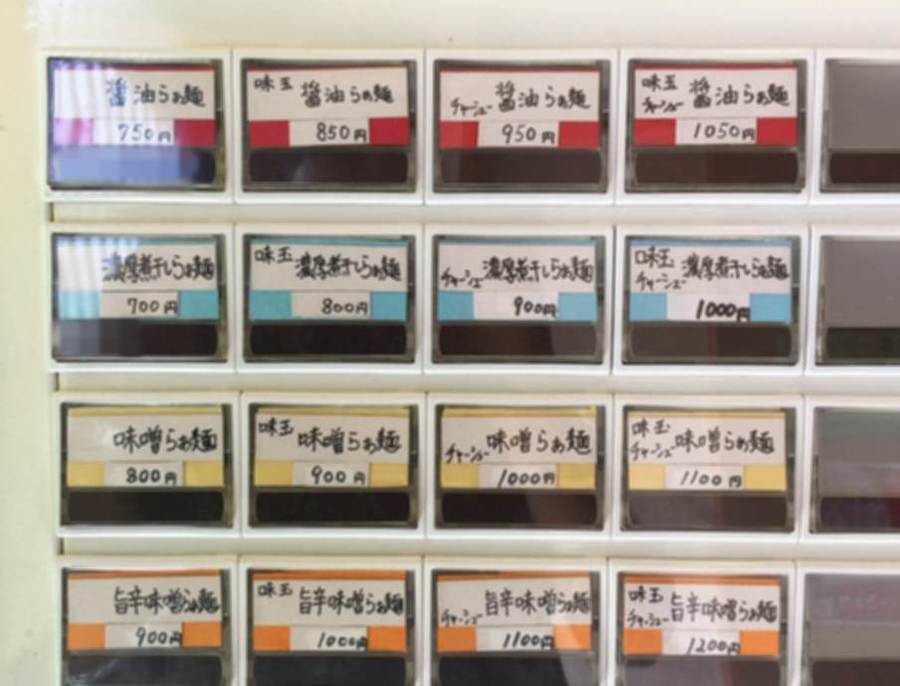 醤油らぁ麺
750円
味玉
醤油らぁ麺
850円
チャーシュー
醤油らぁ麺
950円
味玉
チャーシュー
醤油らぁ麺
1050円
濃厚煮干しらぁ麺
700円
味玉
濃厚煮干しらぁ麺
800円
チャーシュー
濃厚煮干しらぁ麺
900円
味玉
チャーシュー
濃厚煮干しらぁ麺
1000円
味噌らぁ麺
800円
味玉
味噌らぁ麺
900円
チャーシュー
味噌らぁ麺
1000円
味玉
チャーシュー
味噌らぁ麺
1100円
旨辛味噌らぁ麺
900円
味玉
旨辛味噌らぁ麺
1000円
チャーシュー
旨辛味噌らぁ麺
1100円
味玉
チャーシュー
旨辛味噌らぁ麺
1200円